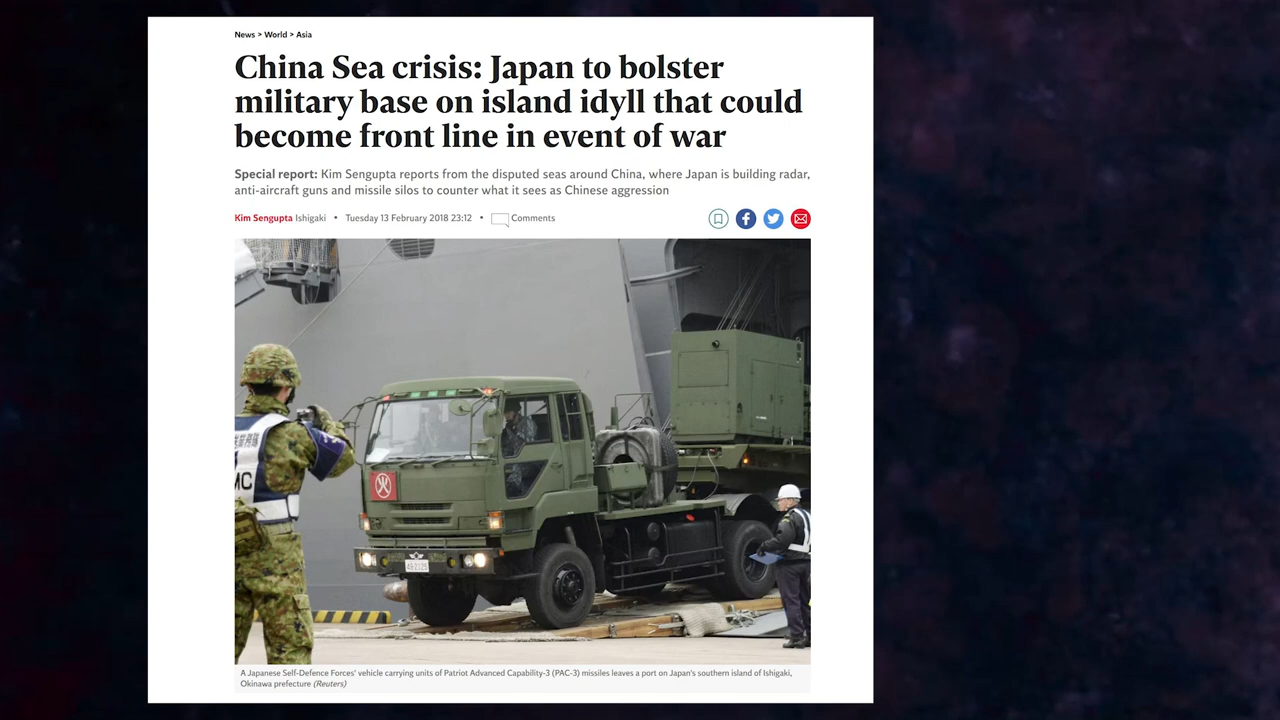 News > World > Asia
China Sea crisis: Japan to bolster
military base on island idyll that could
become front line in event of war
Special report: Kim Sengupta reports from the disputed seas around China, where Japan is building radar,
anti-aircraft guns and missile silos to counter what it sees as Chinese aggression
Kim Sengupta Ishigaki • Tuesday 13 February 2018 23:12 • Comments
MC
火
A Japanese Self-Defence Forces' vehicle carrying units of Patriot Advanced Capability-3 (PAC-3) missiles leaves a port on Japan's southern island of Ishigaki,
Okinawa prefecture (Reuters)